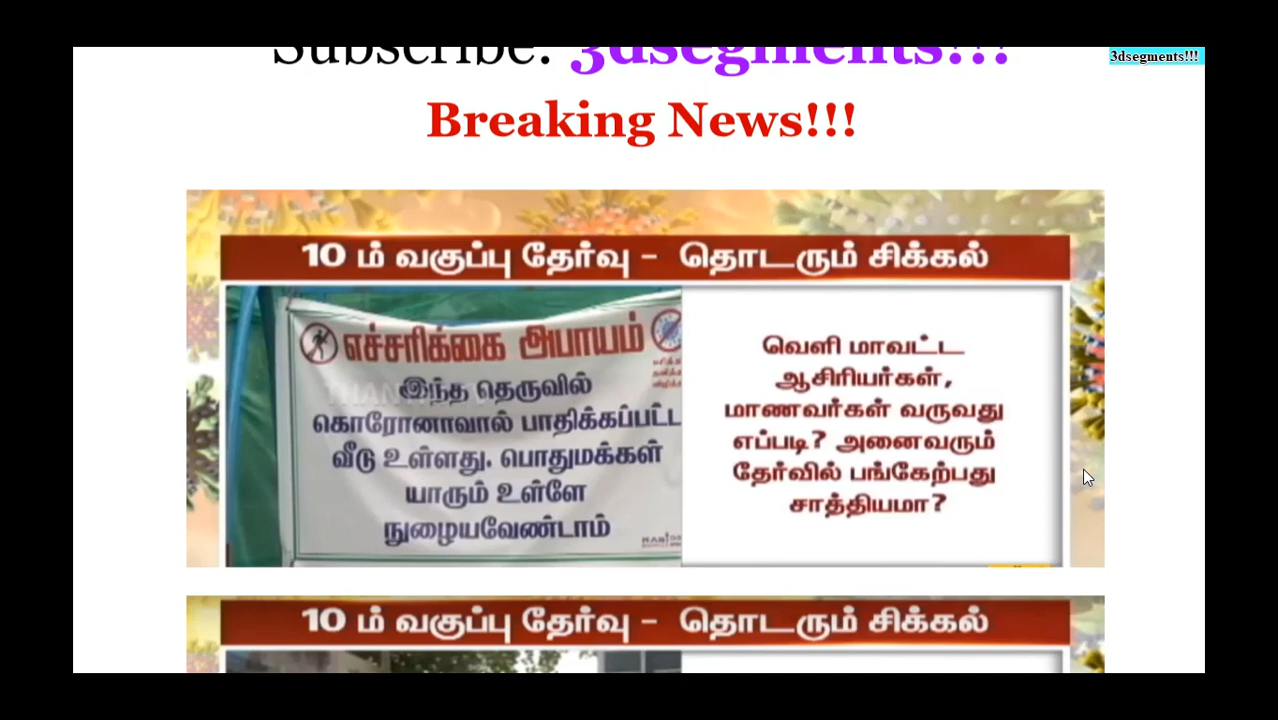 Subscribe: 3dsegments!!!
3dsegments!!!
Breaking News!!!
10 ம் வகுப்பு தேர்வு - தொடரும் சிக்கல்
எச்சரிக்கை அபாயம்
இந்த தெருவில்
கொரோனாவால் பாதிக்கப்பட்ட
வீடு உள்ளது. பொதுமக்கள்
யாரும் உள்ளே
நுழையவேண்டாம்
வெளி மாவட்ட
ஆசிரியர்கள்,
மாணவர்கள் வருவது
எப்படி? அனைவரும்
தேர்வில் பங்கேற்பது
சாத்தியமா?
10 ம் வகுப்பு தேர்வு - தொடரும் சிக்கல்